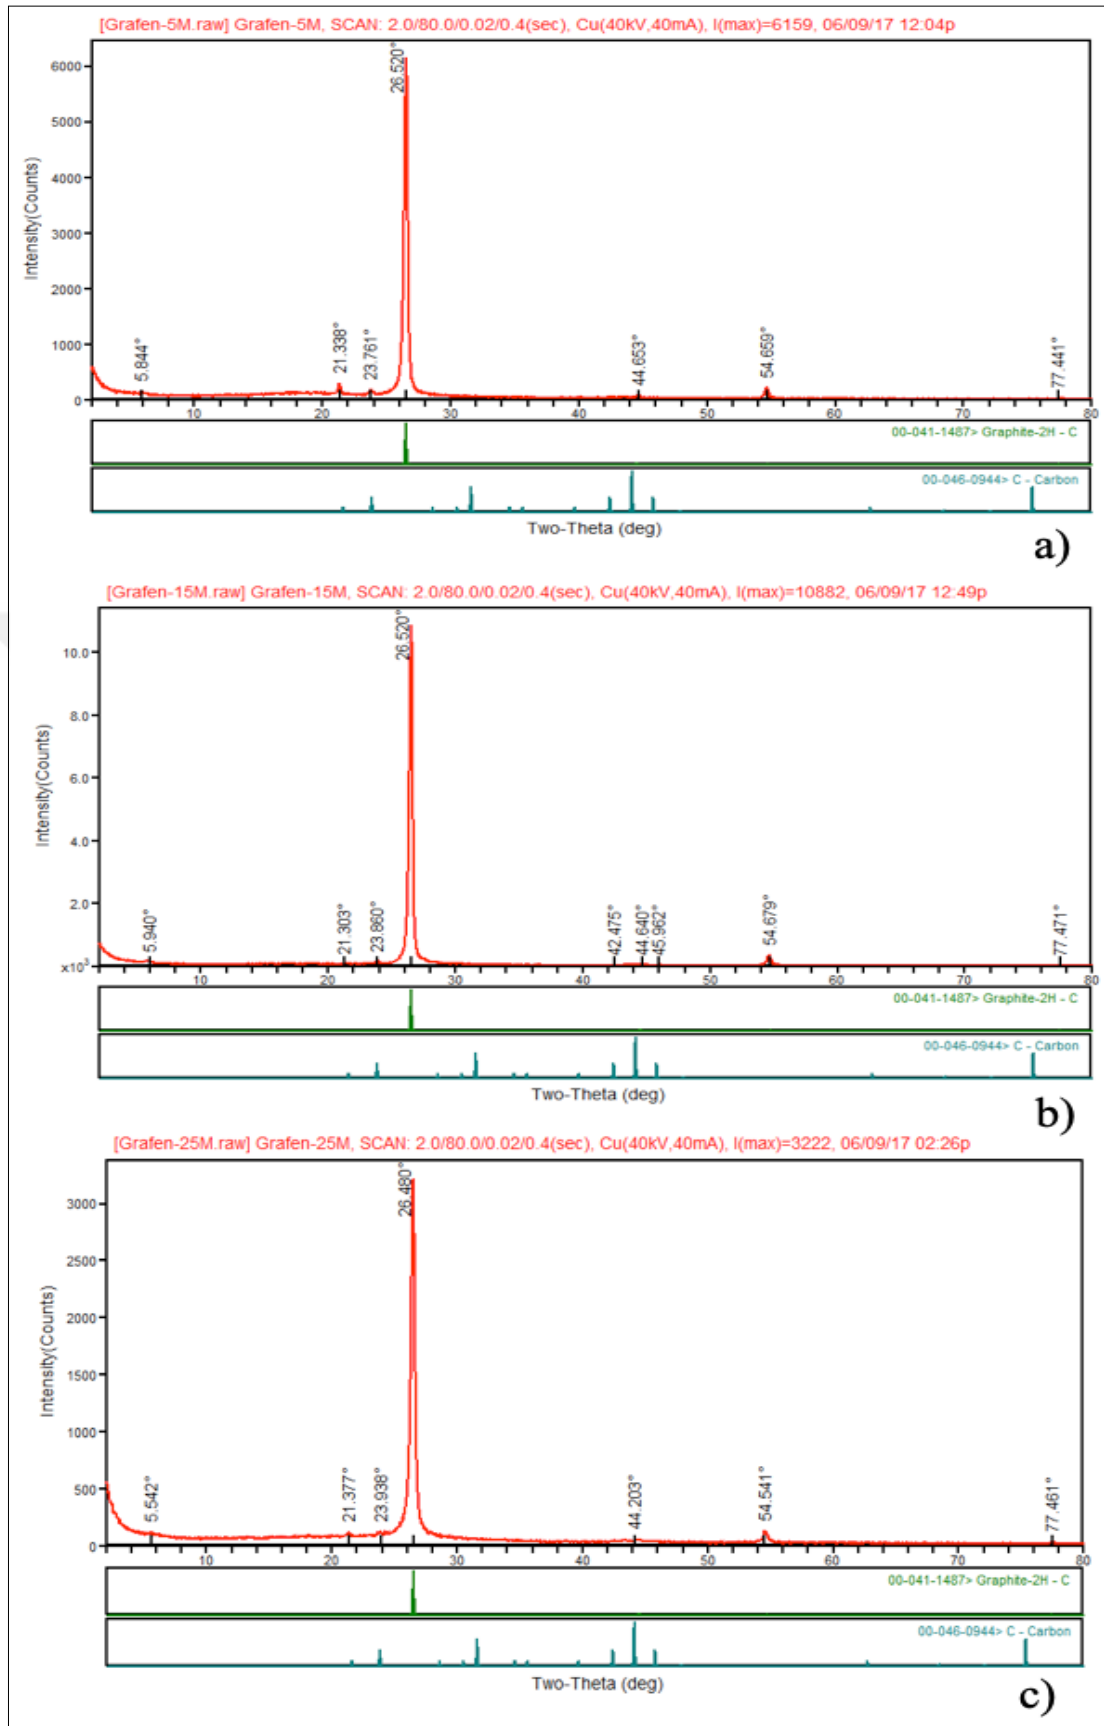 [Grafen-5M.raw] Grafen-5M, SCAN: 2.0/80.0/0.02/0.4(sec), Cu(40kV,40mA), I(max)=6159, 06/09/17 12:04p
26.520°
6000
5000
4000
3000
2000
1000
0
Intensity(Counts)
5.844°
21.338°
23.761°
44.653°
54.659°
77.441°
10 20 30 40 50 60 70 80
00-041-1487> Graphite-2H - C
00-046-0944> C - Carbon
Two-Theta (deg)
a)
[Grafen-15M.raw] Grafen-15M, SCAN: 2.0/80.0/0.02/0.4(sec), Cu(40kV,40mA), I(max)=10882, 06/09/17 12:49p
26.520°
10.0
8.0
6.0
4.0
2.0
x10³
Intensity(Counts)
5.940°
21.303°
23.860°
42.475°
44.640°
45.962°
54.679°
77.471°
10 20 30 40 50 60 70 80
00-041-1487> Graphite-2H - C
00-046-0944> C - Carbon
Two-Theta (deg)
b)
[Grafen-25M.raw] Grafen-25M, SCAN: 2.0/80.0/0.02/0.4(sec), Cu(40kV,40mA), I(max)=3222, 06/09/17 02:26p
26.480°
3000
2500
2000
1500
1000
500
0
Intensity(Counts)
5.542°
21.377°
23.938°
44.203°
54.541°
77.461°
10 20 30 40 50 60 70 80
00-041-1487> Graphite-2H - C
00-046-0944> C - Carbon
Two-Theta (deg)
c)